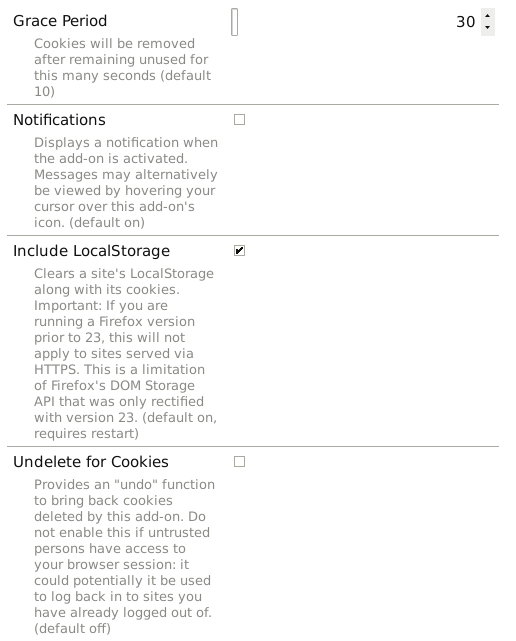 Grace Period 30
Cookies will be removed
after remaining unused for
this many seconds (default
10)
Notifications
Displays a notification when
the add-on is activated.
Messages may alternatively
be viewed by hovering your
cursor over this add-on's
icon. (default on)
Include LocalStorage
Clears a site's LocalStorage
along with its cookies.
Important: If you are
running a Firefox version
prior to 23, this will not
apply to sites served via
HTTPS. This is a limitation
of Firefox's DOM Storage
API that was only rectified
with version 23. (default on,
requires restart)
Undelete for Cookies
Provides an "undo" function
to bring back cookies
deleted by this add-on. Do
not enable this if untrusted
persons have access to
your browser session: it
could potentially it be used
to log back in to sites you
have already logged out of.
(default off)